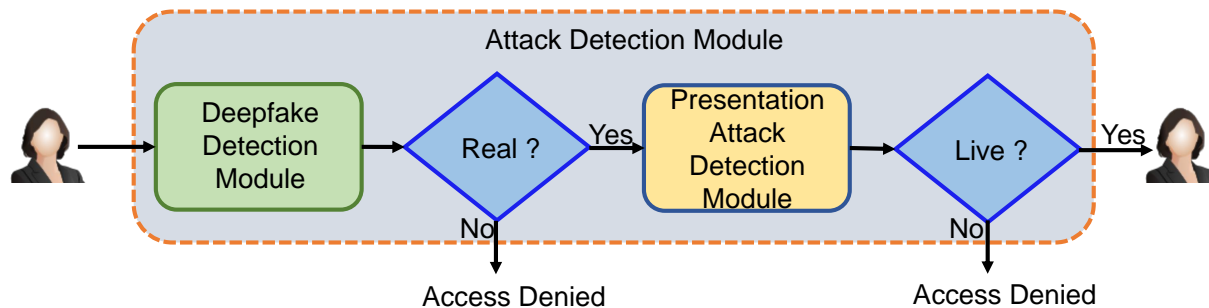 Attack Detection Module
Deepfake
Detection
Module
Real ?
Yes
Presentation
Attack
Detection
Module
Live ?
Yes
No
No
Access Denied
Access Denied